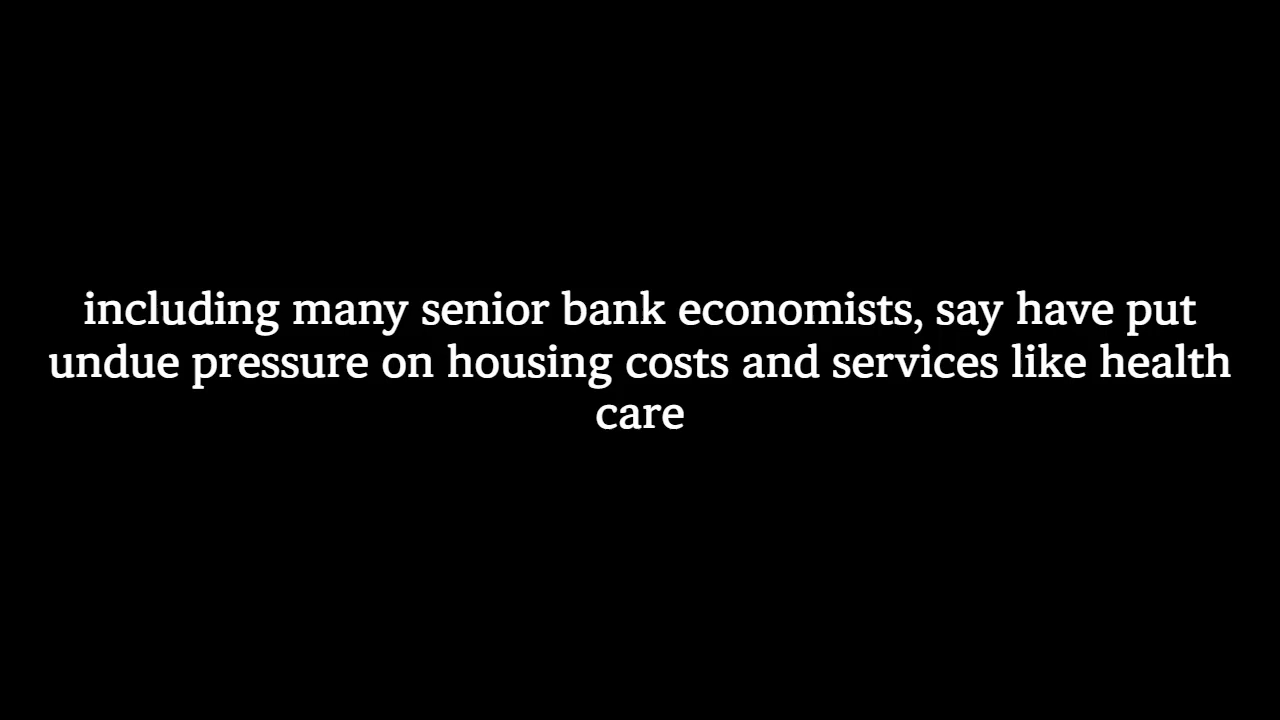 including many senior bank economists, say have put
undue pressure on housing costs and services like health
care